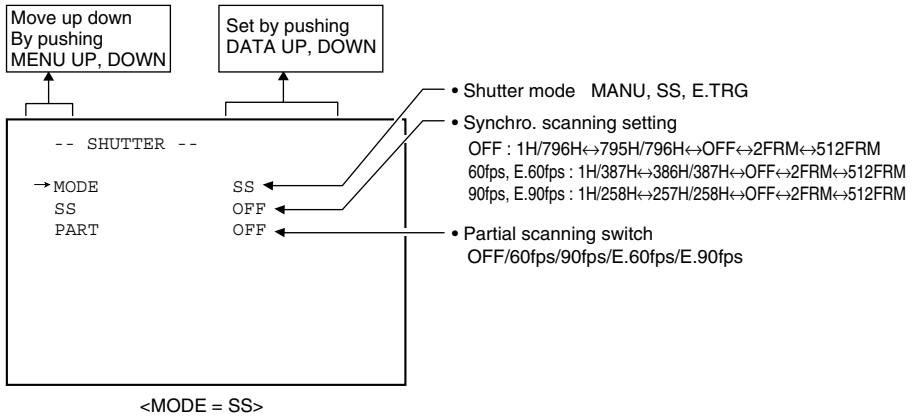 Move up down
By pushing
MENU UP, DOWN
Set by pushing
DATA UP, DOWN
-- SHUTTER --
→MODE SS
SS OFF
PART OFF
• Shutter mode MANU, SS, E.TRG
• Synchro. scanning setting
OFF : 1H/796H↔795H/796H↔OFF↔2FRM↔512FRM
60fps, E.60fps : 1H/387H↔386H/387H↔OFF↔2FRM↔512FRM
90fps, E.90fps : 1H/258H↔257H/258H↔OFF↔2FRM↔512FRM
• Partial scanning switch
OFF/60fps/90fps/E.60fps/E.90fps
<MODE = SS>